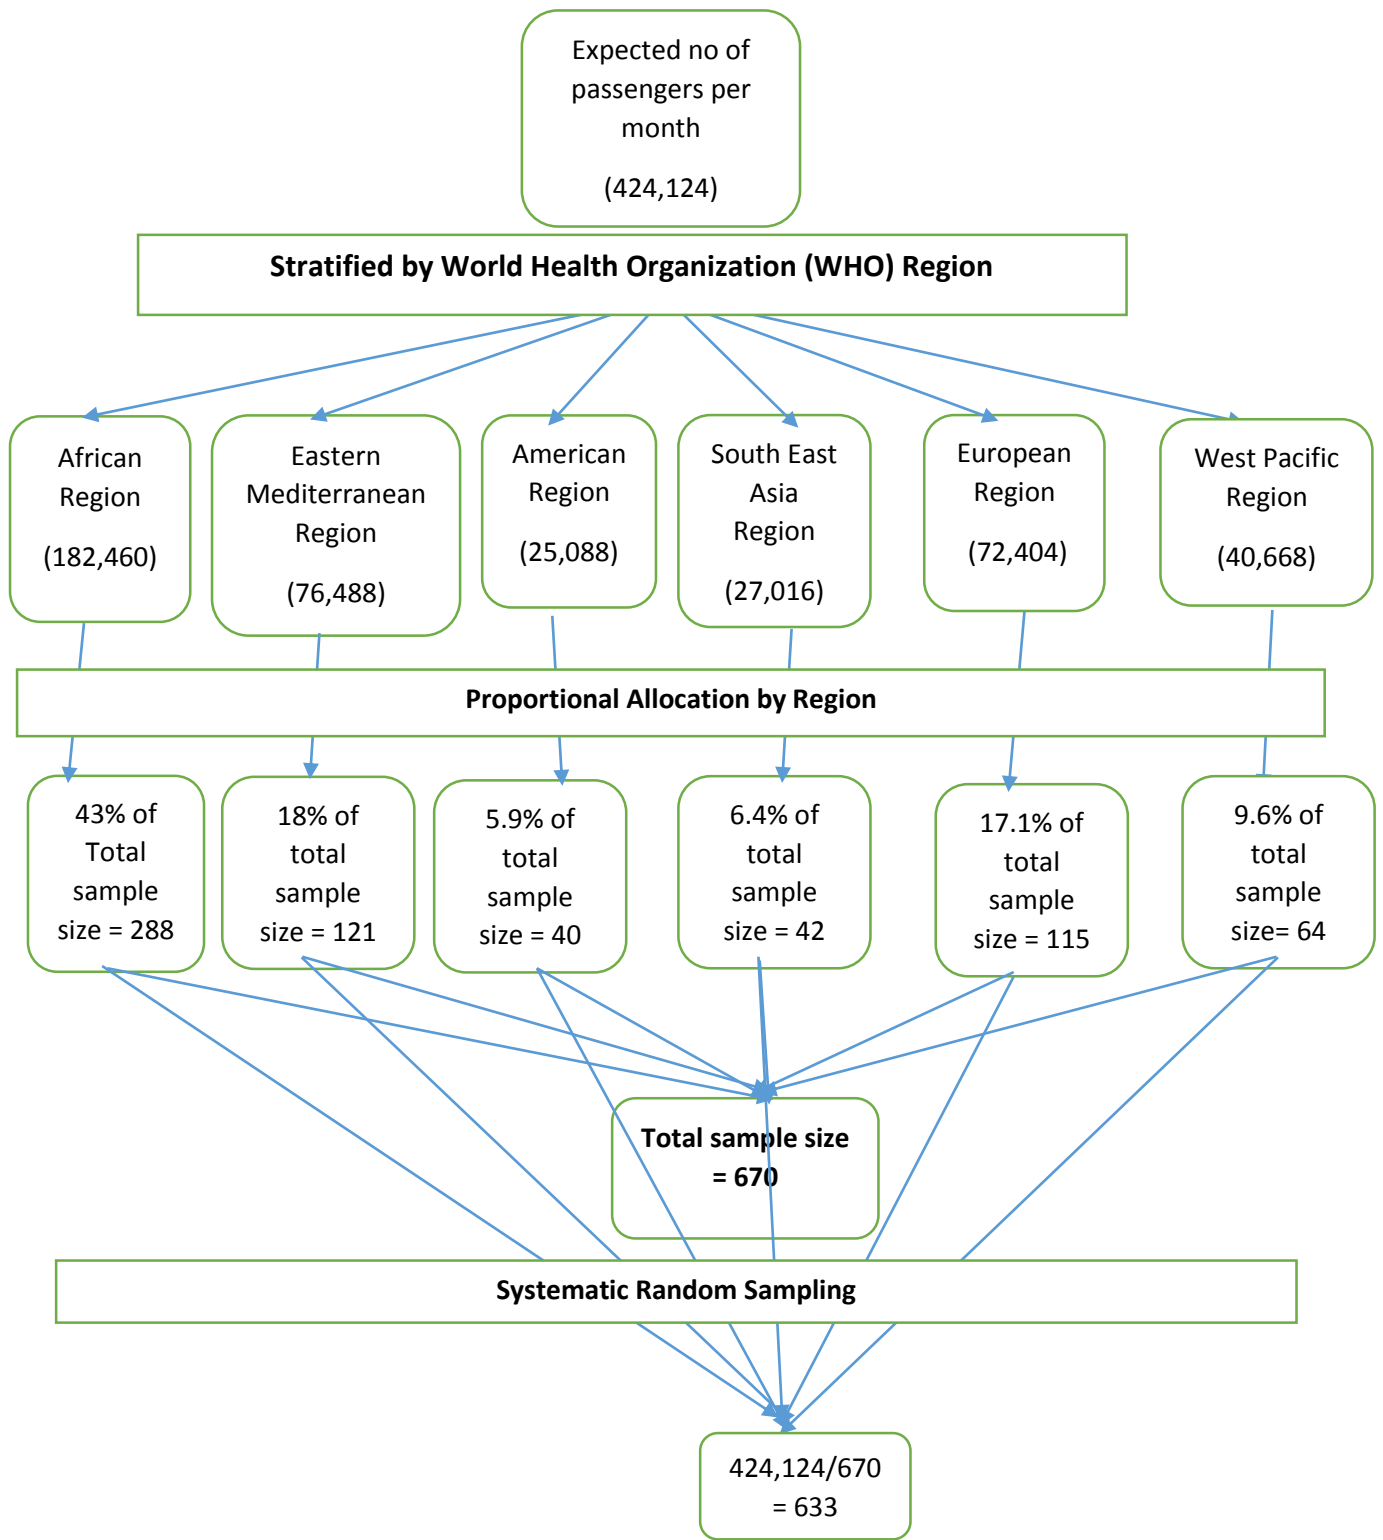 Expected no of
passengers per
month
(424,124)
Stratified by World Health Organization (WHO) Region
African
Region
(182,460)
Eastern
Mediterranean
Region
(76,488)
American
Region
(25,088)
South East
Asia
Region
(27,016)
European
Region
(72,404)
West Pacific
Region
(40,668)
Proportional Allocation by Region
43% of
Total
sample
size = 288
18% of
total
sample
size = 121
5.9% of
total
sample
size = 40
6.4% of
total
sample
size = 42
17.1% of
total
sample
size = 115
9.6% of
total
sample
size= 64
Total sample size
= 670
Systematic Random Sampling
424,124/670
= 633